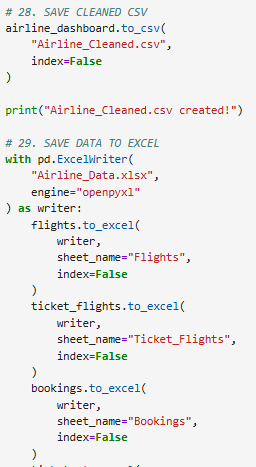 # 28. SAVE CLEANED CSV
airline_dashboard.to_csv(
    "Airline_Cleaned.csv",
    index=False
)

print("Airline_Cleaned.csv created!")

# 29. SAVE DATA TO EXCEL
with pd.ExcelWriter(
    "Airline_Data.xlsx",
    engine="openpyxl"
) as writer:
    flights.to_excel(
        writer,
        sheet_name="Flights",
        index=False
    )
    ticket_flights.to_excel(
        writer,
        sheet_name="Ticket_Flights",
        index=False
    )
    bookings.to_excel(
        writer,
        sheet_name="Bookings",
        index=False
    )